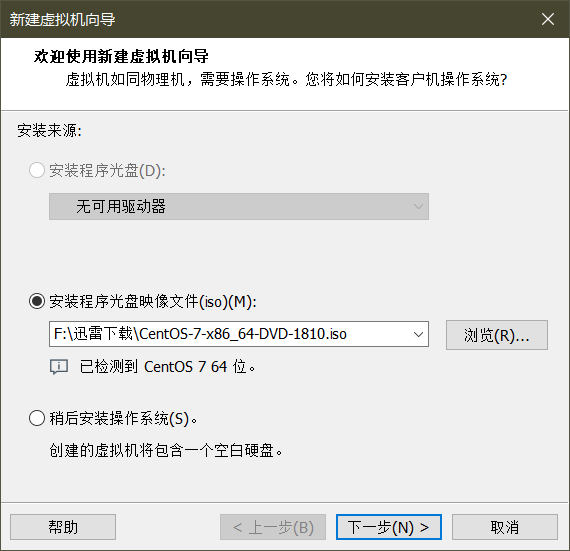 新建虚拟机向导
欢迎使用新建虚拟机向导
虚拟机如同物理机，需要操作系统。您将如何安装客户机操作系统?
安装来源:
安装程序光盘(D):
无可用驱动器
安装程序光盘映像文件(iso)(M):
F:\迅雷下载\CentOS-7-x86_64-DVD-1810.iso
浏览(R)...
已检测到 CentOS 7 64 位。
稍后安装操作系统(S)。
创建的虚拟机将包含一个空白硬盘。
帮助
< 上一步(B)
下一步(N) >
取消